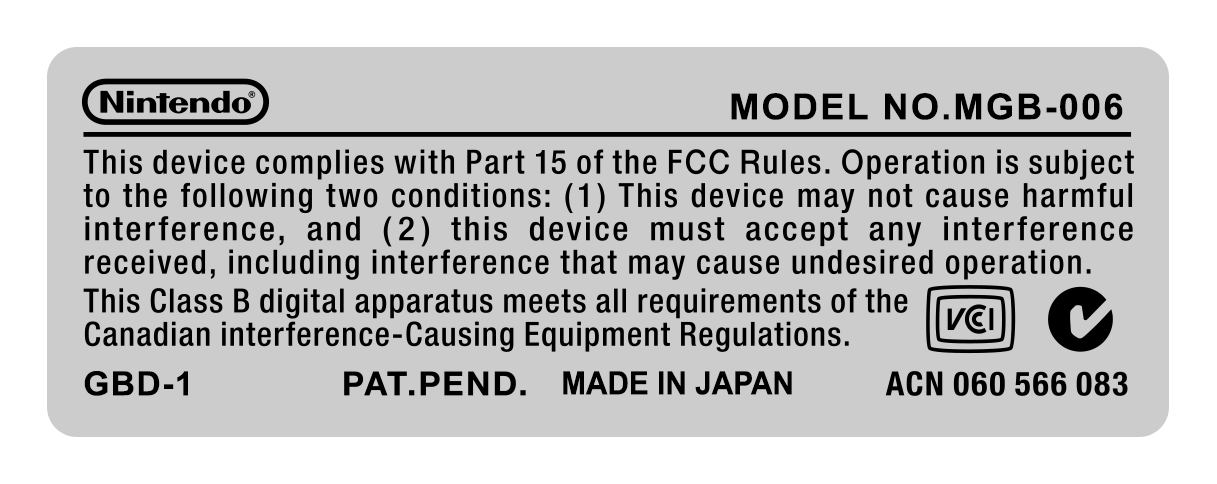 Nintendo®
MODEL NO.MGB-006
This device complies with Part 15 of the FCC Rules. Operation is subject
to the following two conditions: (1) This device may not cause harmful
interference, and (2) this device must accept any interference
received, including interference that may cause undesired operation.
This Class B digital apparatus meets all requirements of the
Canadian interference-Causing Equipment Regulations.
VCI
GBD-1 PAT.PEND. MADE IN JAPAN ACN 060 566 083